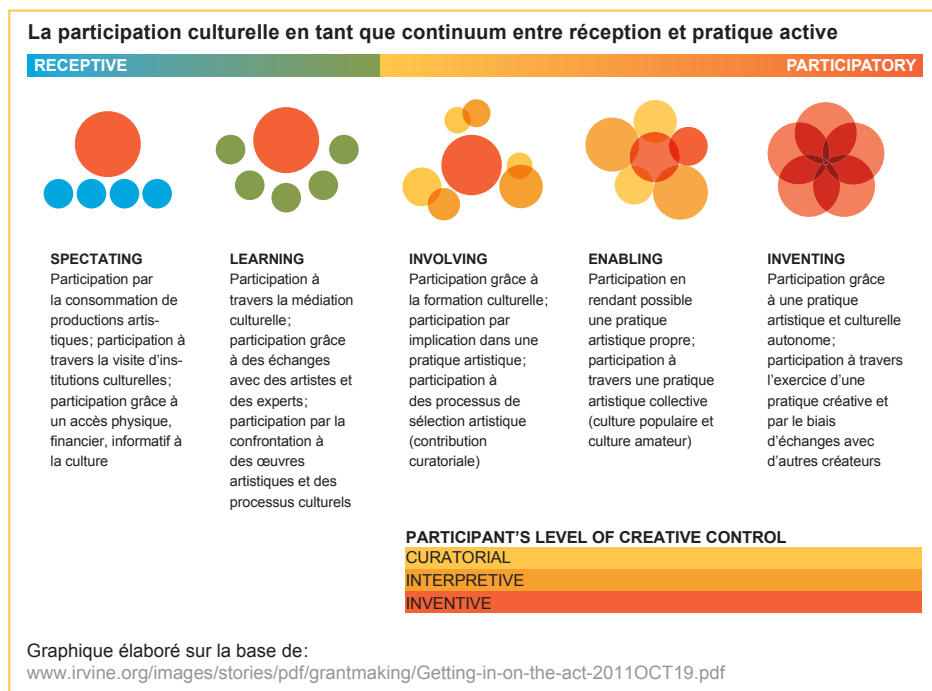 La participation culturelle en tant que continuum entre réception et pratique active
RECEPTIVE
PARTICIPATORY
SPECTATING
Participation par
la consommation de
productions artis-
tiques; participation à
travers la visite d'ins-
titutions culturelles;
participation grâce à
un accès physique,
financier, informatif à
la culture
LEARNING
Participation à
travers la médiation
culturelle;
participation grâce
à des échanges
avec des artistes et
des experts;
participation par la
confrontation à
des œuvres
artistiques et des
processus culturels
INVOLVING
Participation grâce à
la formation culturelle;
participation par
implication dans une
pratique artistique;
participation à
des processus de
sélection artistique
(contribution
curatoriale)
ENABLING
Participation en
rendant possible
une pratique
artistique propre;
participation à
travers une pratique
artistique collective
(culture populaire et
culture amateur)
INVENTING
Participation grâce
à une pratique
artistique et culturelle
autonome;
participation à travers
l'exercice d'une
pratique créative et
par le biais
d'échanges avec
d'autres créateurs
PARTICIPANT'S LEVEL OF CREATIVE CONTROL
CURATORIAL
INTERPRETIVE
INVENTIVE
Graphique élaboré sur la base de:
www.irvine.org/images/stories/pdf/grantmaking/Getting-in-on-the-act-2011OCT19.pdf